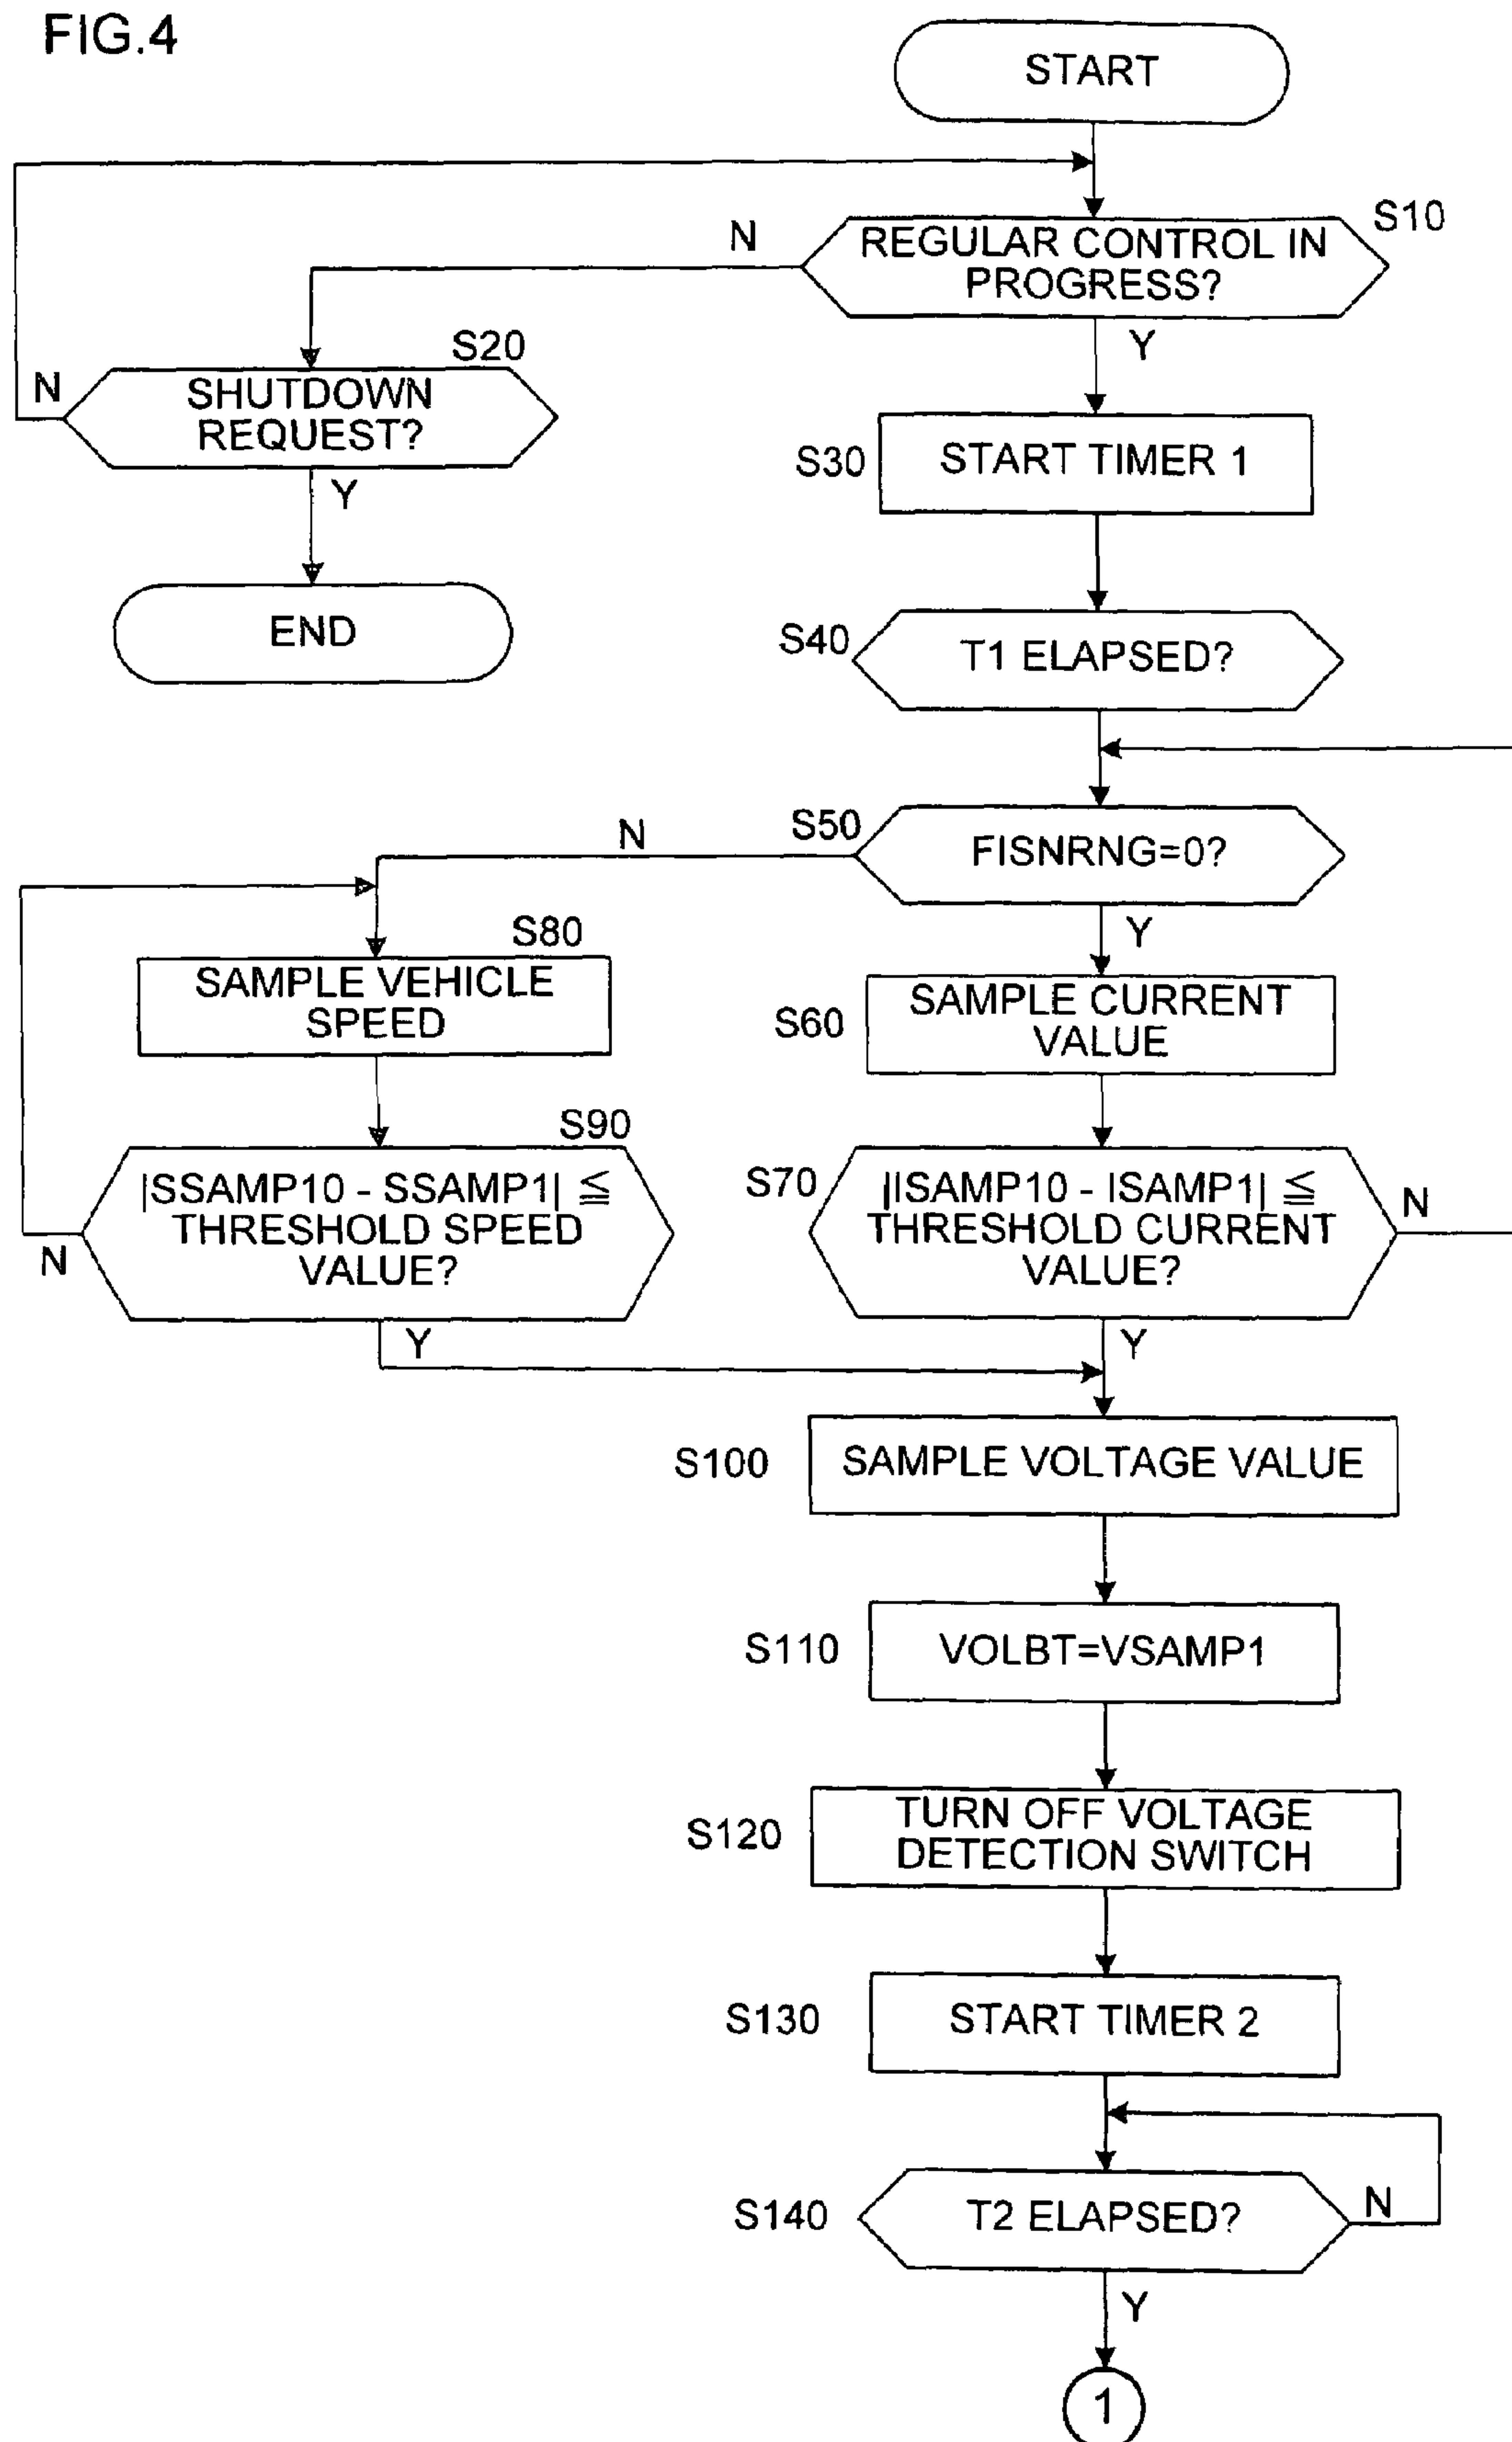 FIG.4
START
S10
REGULAR CONTROL IN
PROGRESS?
N
Y
S20
SHUTDOWN
REQUEST?
N
Y
END
S30
START TIMER 1
S40
T1 ELAPSED?
S50
FISNRNG=0?
N
Y
S80
SAMPLE VEHICLE
SPEED
S60
SAMPLE CURRENT
VALUE
S90
|SSAMP10 - SSAMP1| ≦
THRESHOLD SPEED
VALUE?
N
Y
S70
||ISAMP10 - ISAMP1| ≦
THRESHOLD CURRENT
VALUE?
N
Y
S100
SAMPLE VOLTAGE VALUE
S110
VOLBT=VSAMP1
S120
TURN OFF VOLTAGE
DETECTION SWITCH
S130
START TIMER 2
S140
T2 ELAPSED?
N
Y
1